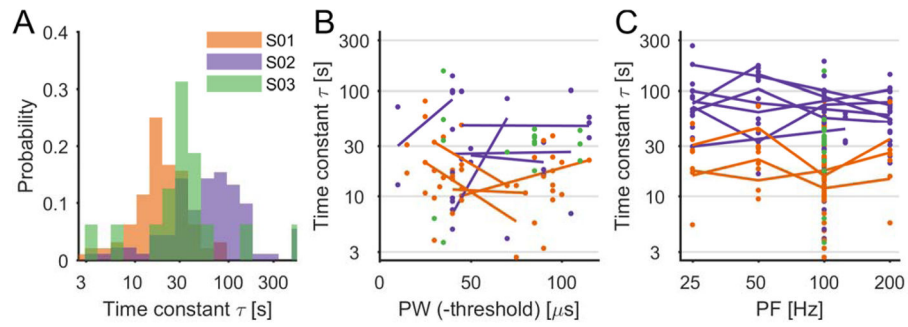 A
Probability
0.4
0.3
0.2
0.1
0
S01
S02
S03
3 10 30 100 300
Time constant τ [s]
B
Time constant τ [s]
300
100
30
10
3
0 50 100
PW (-threshold) [μs]
C
Time constant τ [s]
300
100
30
10
3
25 50 100 200
PF [Hz]